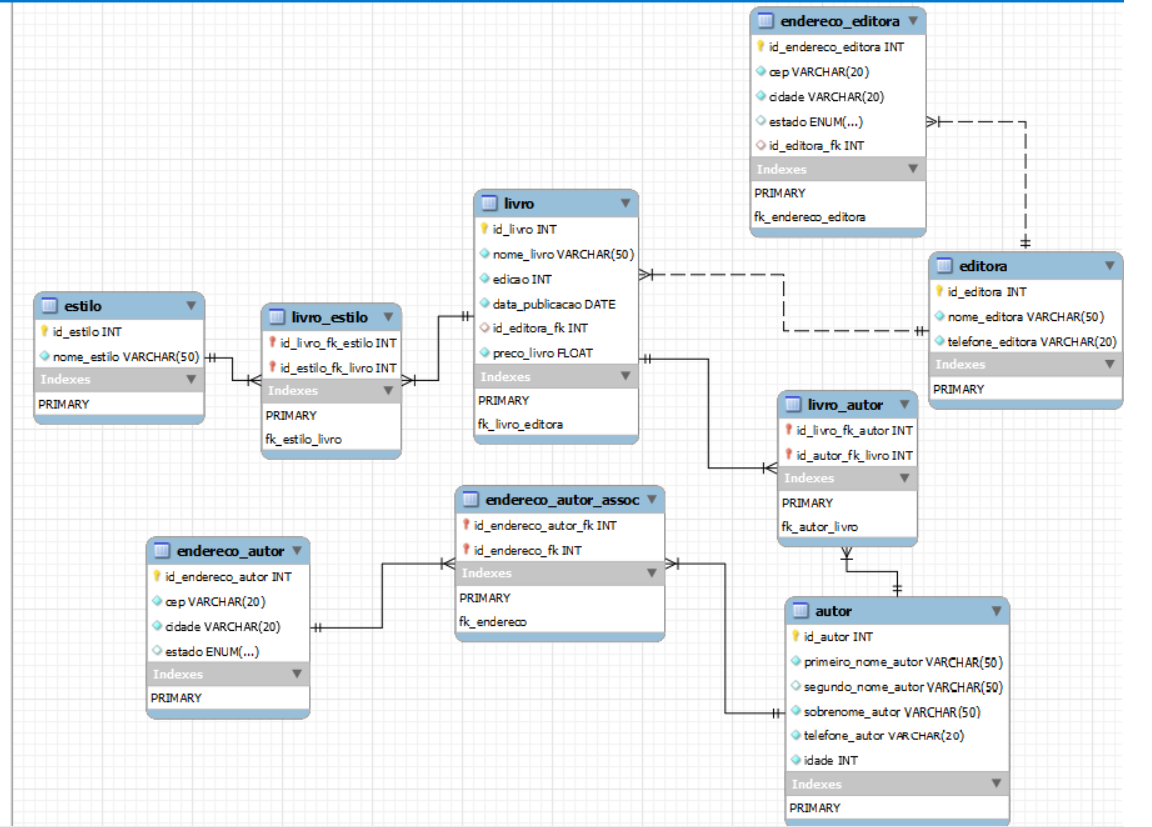 endereco_editora
id_endereco_editora INT
cep VARCHAR(20)
cidade VARCHAR(20)
estado ENUM(...)
id_editora_fk INT
Indexes
PRIMARY
fk_endereco_editora
livro
id_livro INT
nome_livro VARCHAR(50)
edicao INT
data_publicacao DATE
id_editora_fk INT
preco_livro FLOAT
Indexes
PRIMARY
fk_livro_editora
editora
id_editora INT
nome_editora VARCHAR(50)
telefone_editora VARCHAR(20)
Indexes
PRIMARY
estilo
id_estilo INT
nome_estilo VARCHAR(50)
Indexes
PRIMARY
livro_estilo
id_livro_fk_estilo INT
id_estilo_fk_livro INT
Indexes
PRIMARY
fk_estilo_livro
livro_autor
id_livro_fk_autor INT
id_autor_fk_livro INT
Indexes
PRIMARY
fk_autor_livro
endereco_autor_assoc
id_endereco_autor_fk INT
id_endereco_fk INT
Indexes
PRIMARY
fk_endereco
endereco_autor
id_endereco_autor INT
cep VARCHAR(20)
cidade VARCHAR(20)
estado ENUM(...)
Indexes
PRIMARY
autor
id_autor INT
primeiro_nome_autor VARCHAR(50)
segundo_nome_autor VARCHAR(50)
sobrenome_autor VARCHAR(50)
telefone_autor VARCHAR(20)
idade INT
Indexes
PRIMARY